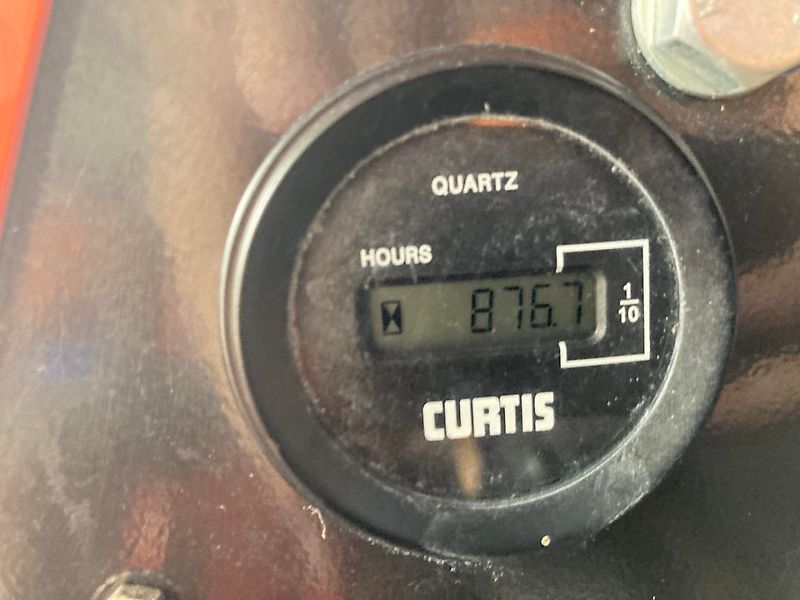 QUARTZ
HOURS
876.7
1/10
CURTIS